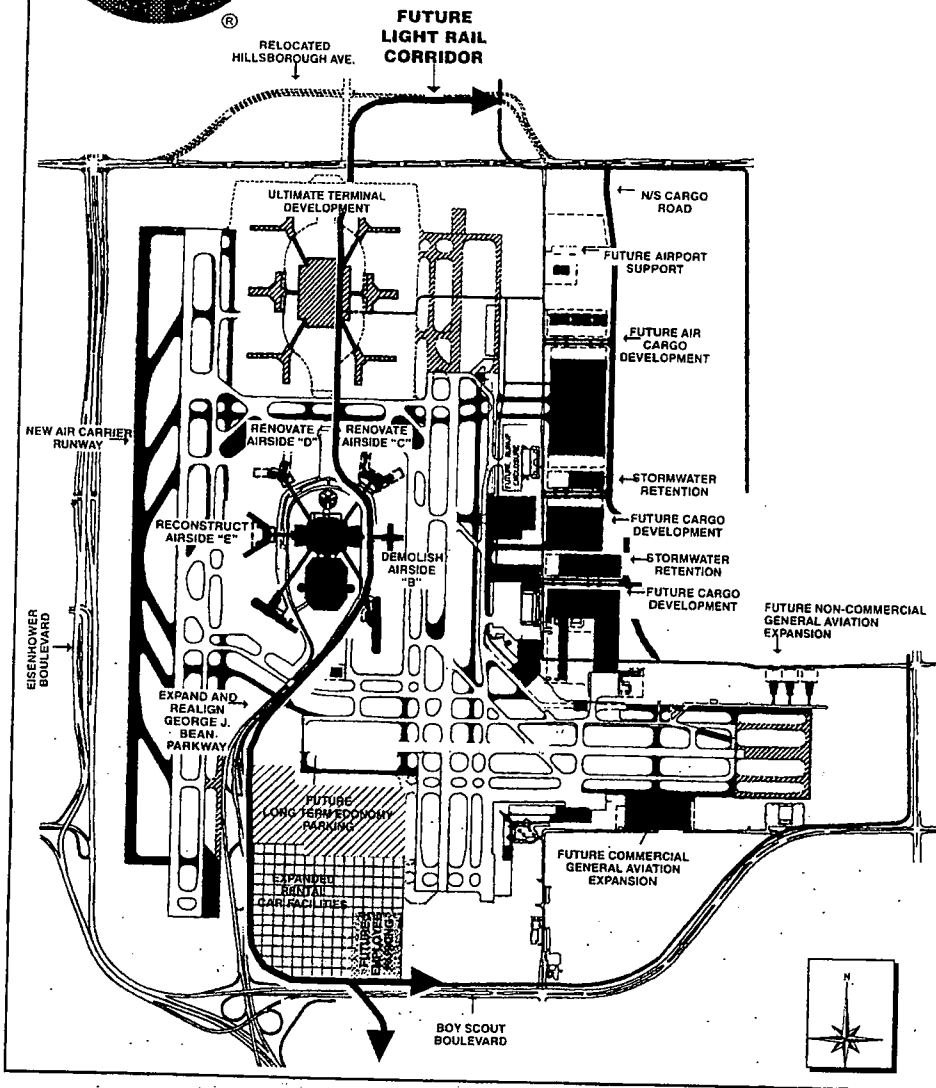 ®
FUTURE
LIGHT RAIL
CORRIDOR
RELOCATED
HILLSBOROUGH AVE.
N/S CARGO
ROAD
ULTIMATE TERMINAL
DEVELOPMENT
FUTURE AIRPORT
SUPPORT
FUTURE AIR
CARGO
DEVELOPMENT
NEW AIR CARRIER
RUNWAY
RENOVATE
AIRSIDE "D"
RENOVATE
AIRSIDE "C"
FUTURE RUNUP
ENCLOSURE
STORMWATER
RETENTION
RECONSTRUCT
AIRSIDE "E"
DEMOLISH
AIRSIDE
"B"
FUTURE CARGO
DEVELOPMENT
STORMWATER
RETENTION
FUTURE CARGO
DEVELOPMENT
FUTURE NON-COMMERCIAL
GENERAL AVIATION
EXPANSION
EISENHOWER
BOULEVARD
EXPAND AND
REALIGN
GEORGE J.
BEAN
PARKWAY
FUTURE
LONG TERM ECONOMY
PARKING
EXPANDED
RENTAL
CAR FACILITIES
FUTURE
EMPLOYEE
PARKING
FUTURE COMMERCIAL
GENERAL AVIATION
EXPANSION
BOY SCOUT
BOULEVARD
N